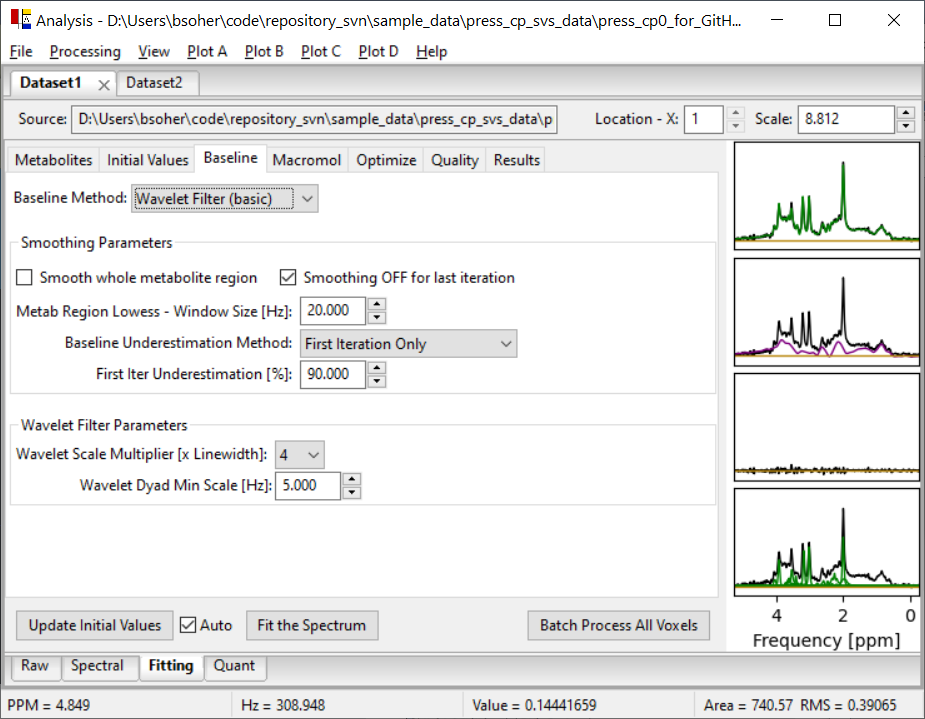 Analysis - D:\Users\bsoher\code\repository_svn\sample_data\press_cp_svs_data\press_cp0_for_GitH...
File Processing View Plot A Plot B Plot C Plot D Help
Dataset1 Dataset2
Source: D:\Users\bsoher\code\repository_svn\sample_data\press_cp_svs_data\p Location - X: 1 Scale: 8.812
Metabolites Initial Values Baseline Macromol Optimize Quality Results
Baseline Method: Wavelet Filter (basic)
Smoothing Parameters
Smooth whole metabolite region Smoothing OFF for last iteration
Metab Region Lowess - Window Size [Hz]: 20.000
Baseline Underestimation Method: First Iteration Only
First Iter Underestimation [%]: 90.000
Wavelet Filter Parameters
Wavelet Scale Multiplier [x Linewidth]: 4
Wavelet Dyad Min Scale [Hz]: 5.000
4 2 0
Frequency [ppm]
Update Initial Values Auto Fit the Spectrum Batch Process All Voxels
Raw Spectral Fitting Quant
PPM = 4.849 Hz = 308.948 Value = 0.14441659 Area = 740.57 RMS = 0.39065